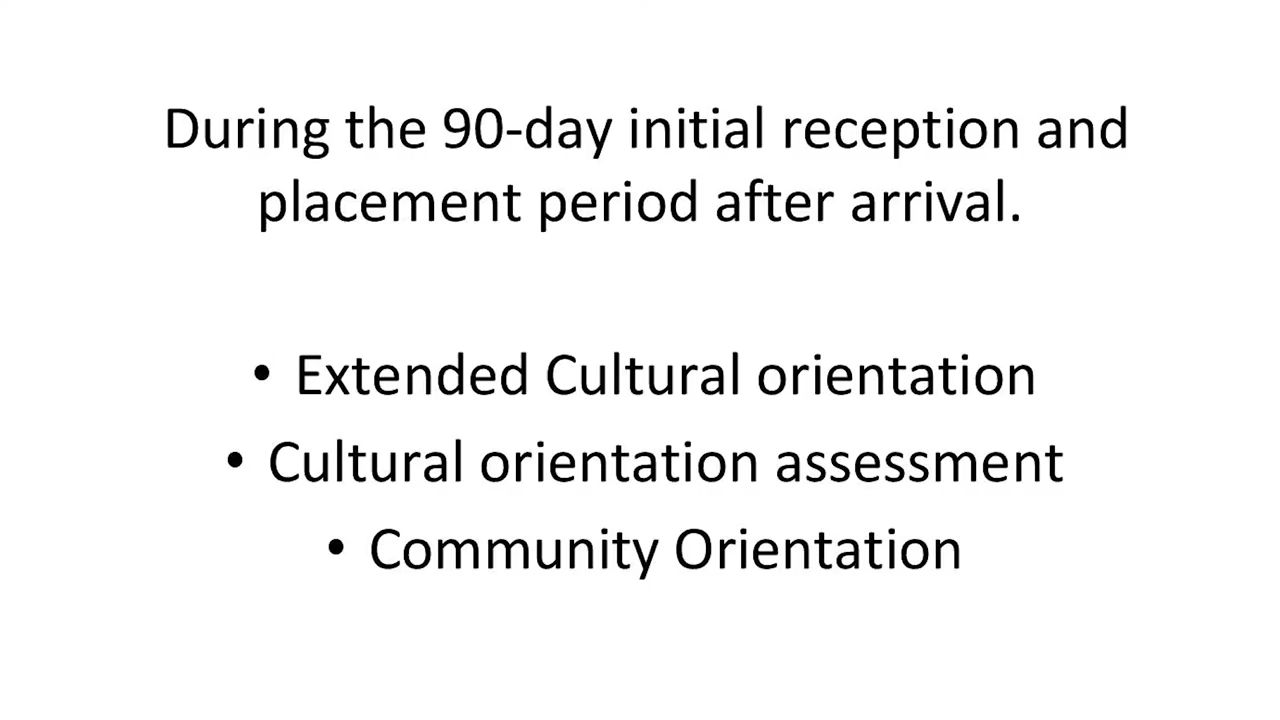 During the 90-day initial reception and
placement period after arrival.
• Extended Cultural orientation
• Cultural orientation assessment
• Community Orientation